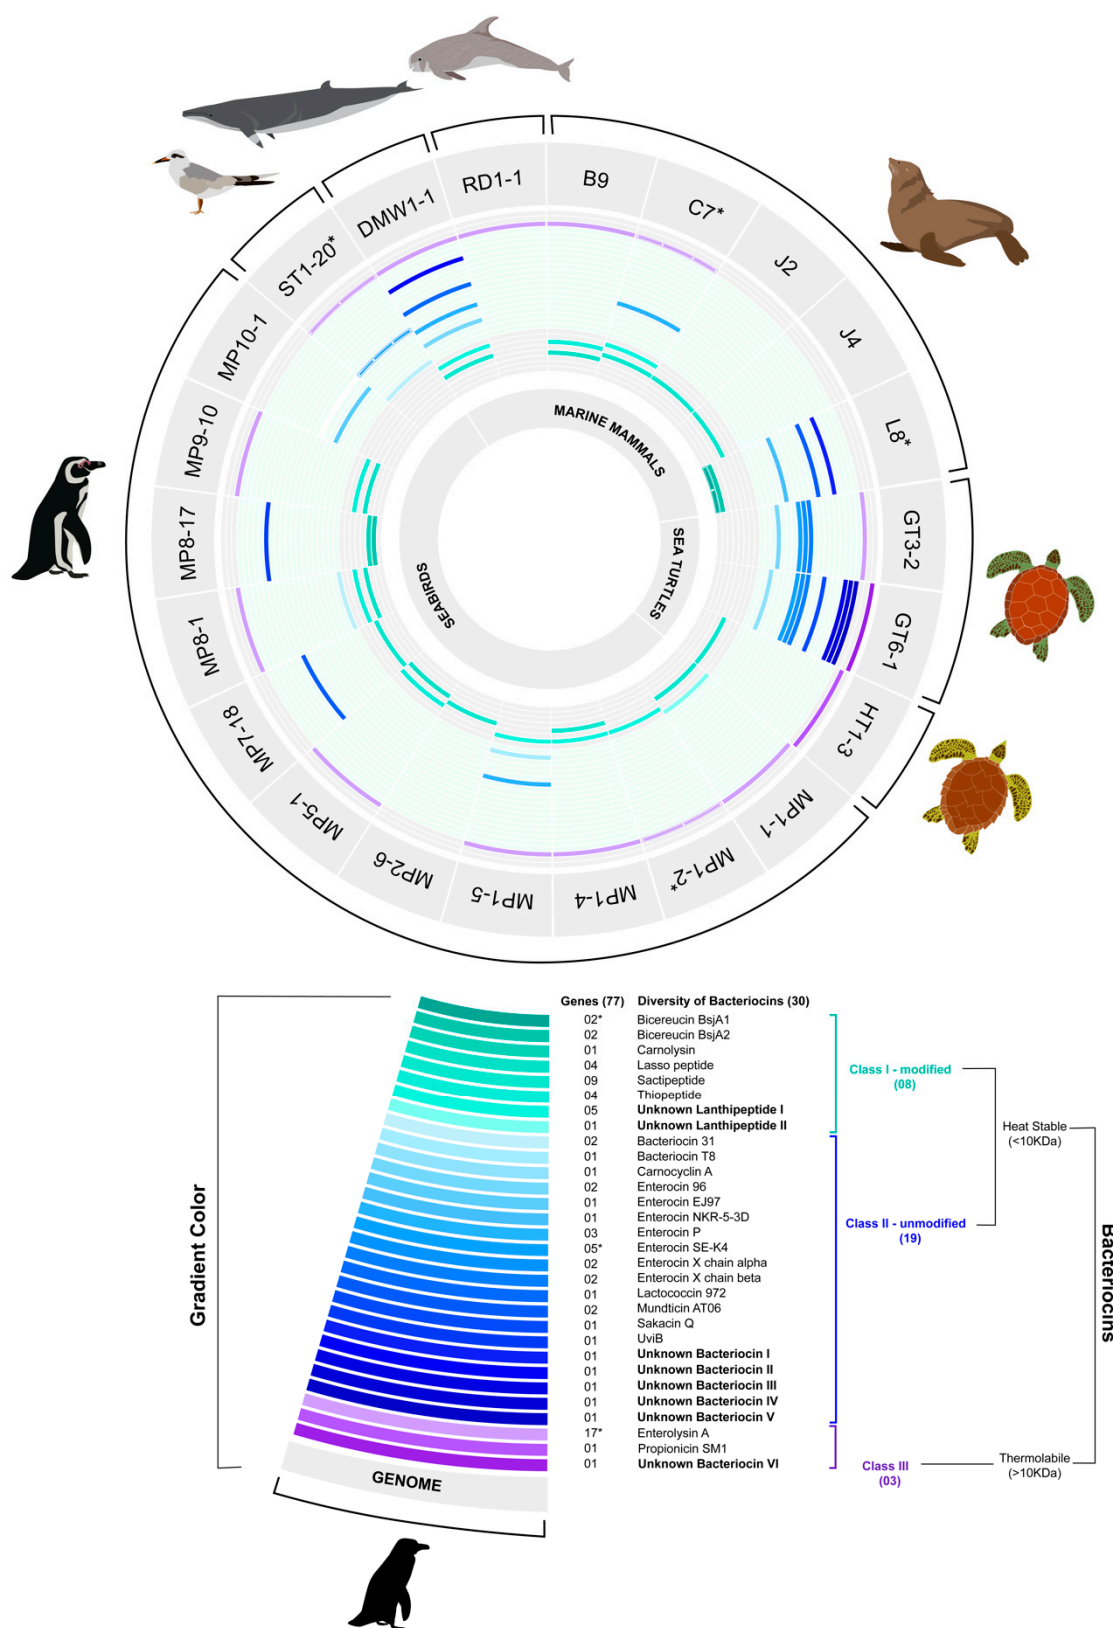 RD1-1
B9
C7*
J2
J4
L8*
GT3-2
GT6-1
HT1-3
MP1-1
MP1-2*
MP1-4
MP1-5
MP2-6
MP5-1
MP7-18
MP8-1
MP8-17
MP9-10
MP10-1
ST1-20*
DMW1-1
MARINE MAMMALS
SEA TURTLES
SEABIRDS
Genes (77) Diversity of Bacteriocins (30)
02* Bicereucin BsjA1
02 Bicereucin BsjA2
01 Carnolysin
04 Lasso peptide
09 Sactipeptide
04 Thiopeptide
05 Unknown Lanthipeptide I
01 Unknown Lanthipeptide II
02 Bacteriocin 31
01 Bacteriocin T8
01 Carnocyclin A
02 Enterocin 96
01 Enterocin EJ97
01 Enterocin NKR-5-3D
03 Enterocin P
05* Enterocin SE-K4
02 Enterocin X chain alpha
02 Enterocin X chain beta
01 Lactococcin 972
02 Mundticin AT06
01 Sakacin Q
01 UviB
01 Unknown Bacteriocin I
01 Unknown Bacteriocin II
01 Unknown Bacteriocin III
01 Unknown Bacteriocin IV
01 Unknown Bacteriocin V
17* Enterolysin A
01 Propionicin SM1
01 Unknown Bacteriocin VI
Class I - modified
(08)
Class II - unmodified
(19)
Class III
(03)
Heat Stable
(<10KDa)
Thermolabile
(>10KDa)
Bacteriocins
Gradient Color
GENOME